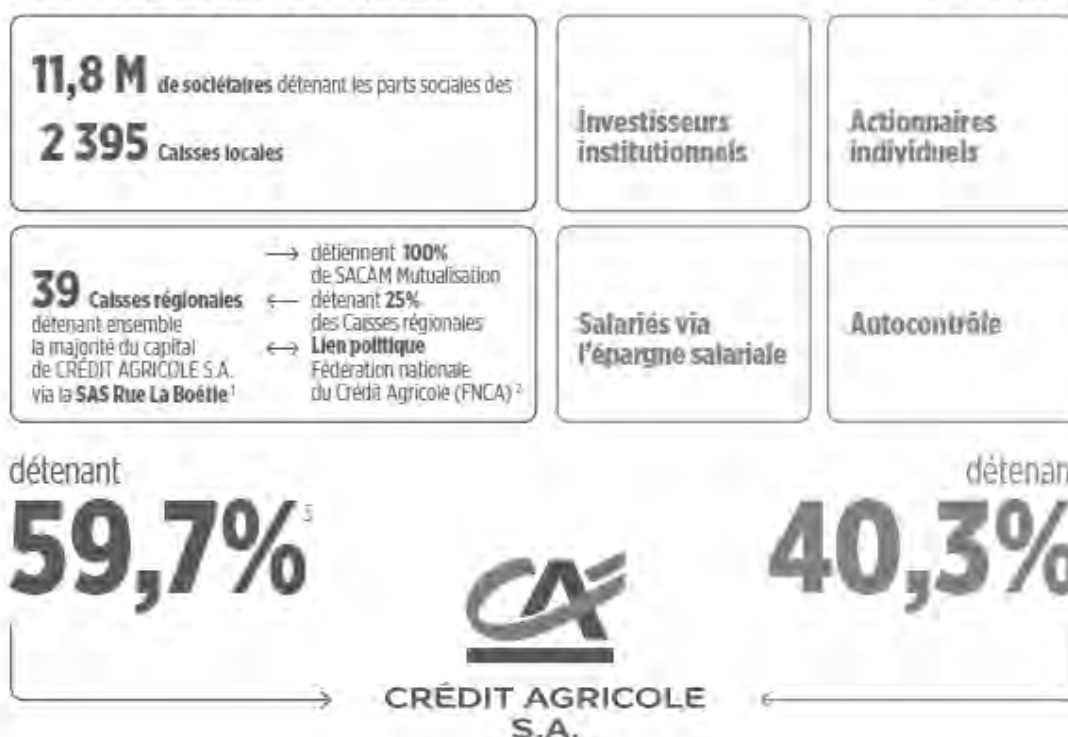 11,8 M de sociétaires détenant les parts sociales des
2 395 Caisses locales
Investisseurs
institutionnels
Actionnaires
individuels
39 Caisses régionales
détenant ensemble
la majorité du capital
de CRÉDIT AGRICOLE S.A.
via la SAS Rue La Boétie 1
→ détiennent 100%
de SACAM Mutualisation
← détenant 25%
des Caisses régionales
↔ Lien politique
Fédération nationale
du Crédit Agricole (FNCA) 2
Salariés via
l'épargne salariale
Autocontrôle
détenant
59,7% 3
détenan
40,3%
CA
CRÉDIT AGRICOLE
S.A.